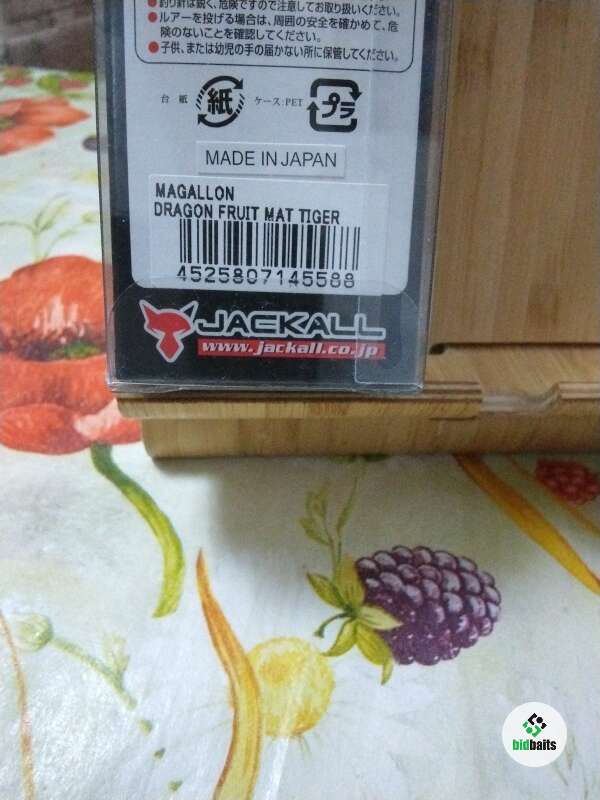 ●釣り針は鋭く、危険ですので注意してお取り扱いください。
●ルアーを投げる場合は、周囲の安全を確かめて、危
険のないことを確認してください。
●子供、または幼児の手の届かない所に保管してください。
台紙 紙 ケース:PET プラ
MADE IN JAPAN
MAGALLON
DRAGON FRUIT MAT TIGER
4525807145588
JACKALL
www.jackall.co.jp
bidbaits